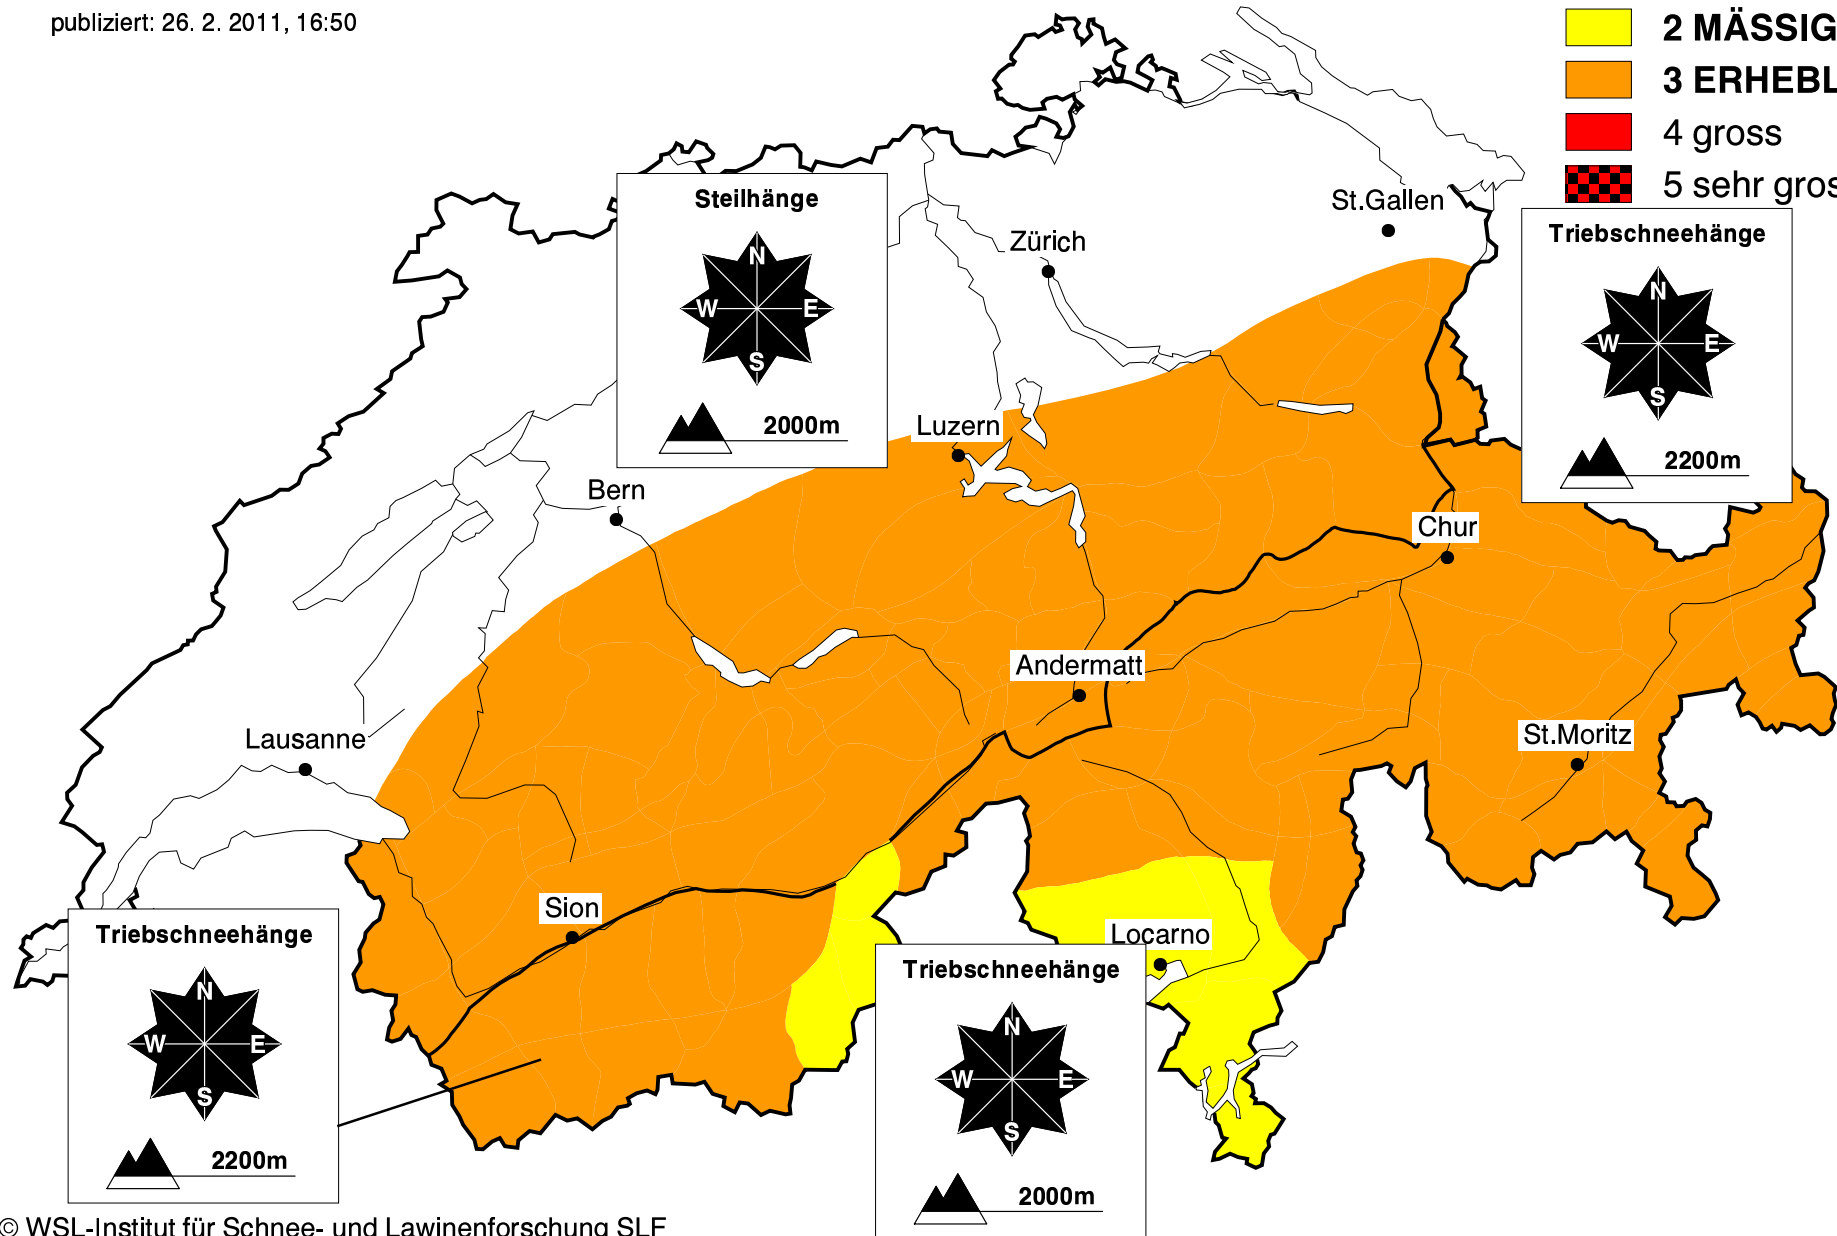 publiziert: 26. 2. 2011, 16:50
2 MÄSSIG
3 ERHEBL
4 gross
5 sehr gros
Steilhänge
N
W E
S
2000m
St.Gallen
Zürich
Triebschneehänge
N
W E
S
2200m
Luzern
Bern
Chur
Andermatt
St.Moritz
Lausanne
Sion
Locarno
Triebschneehänge
N
W E
S
2200m
Triebschneehänge
N
W E
S
2000m
© WSL-Institut für Schnee- und Lawinenforschung SLF